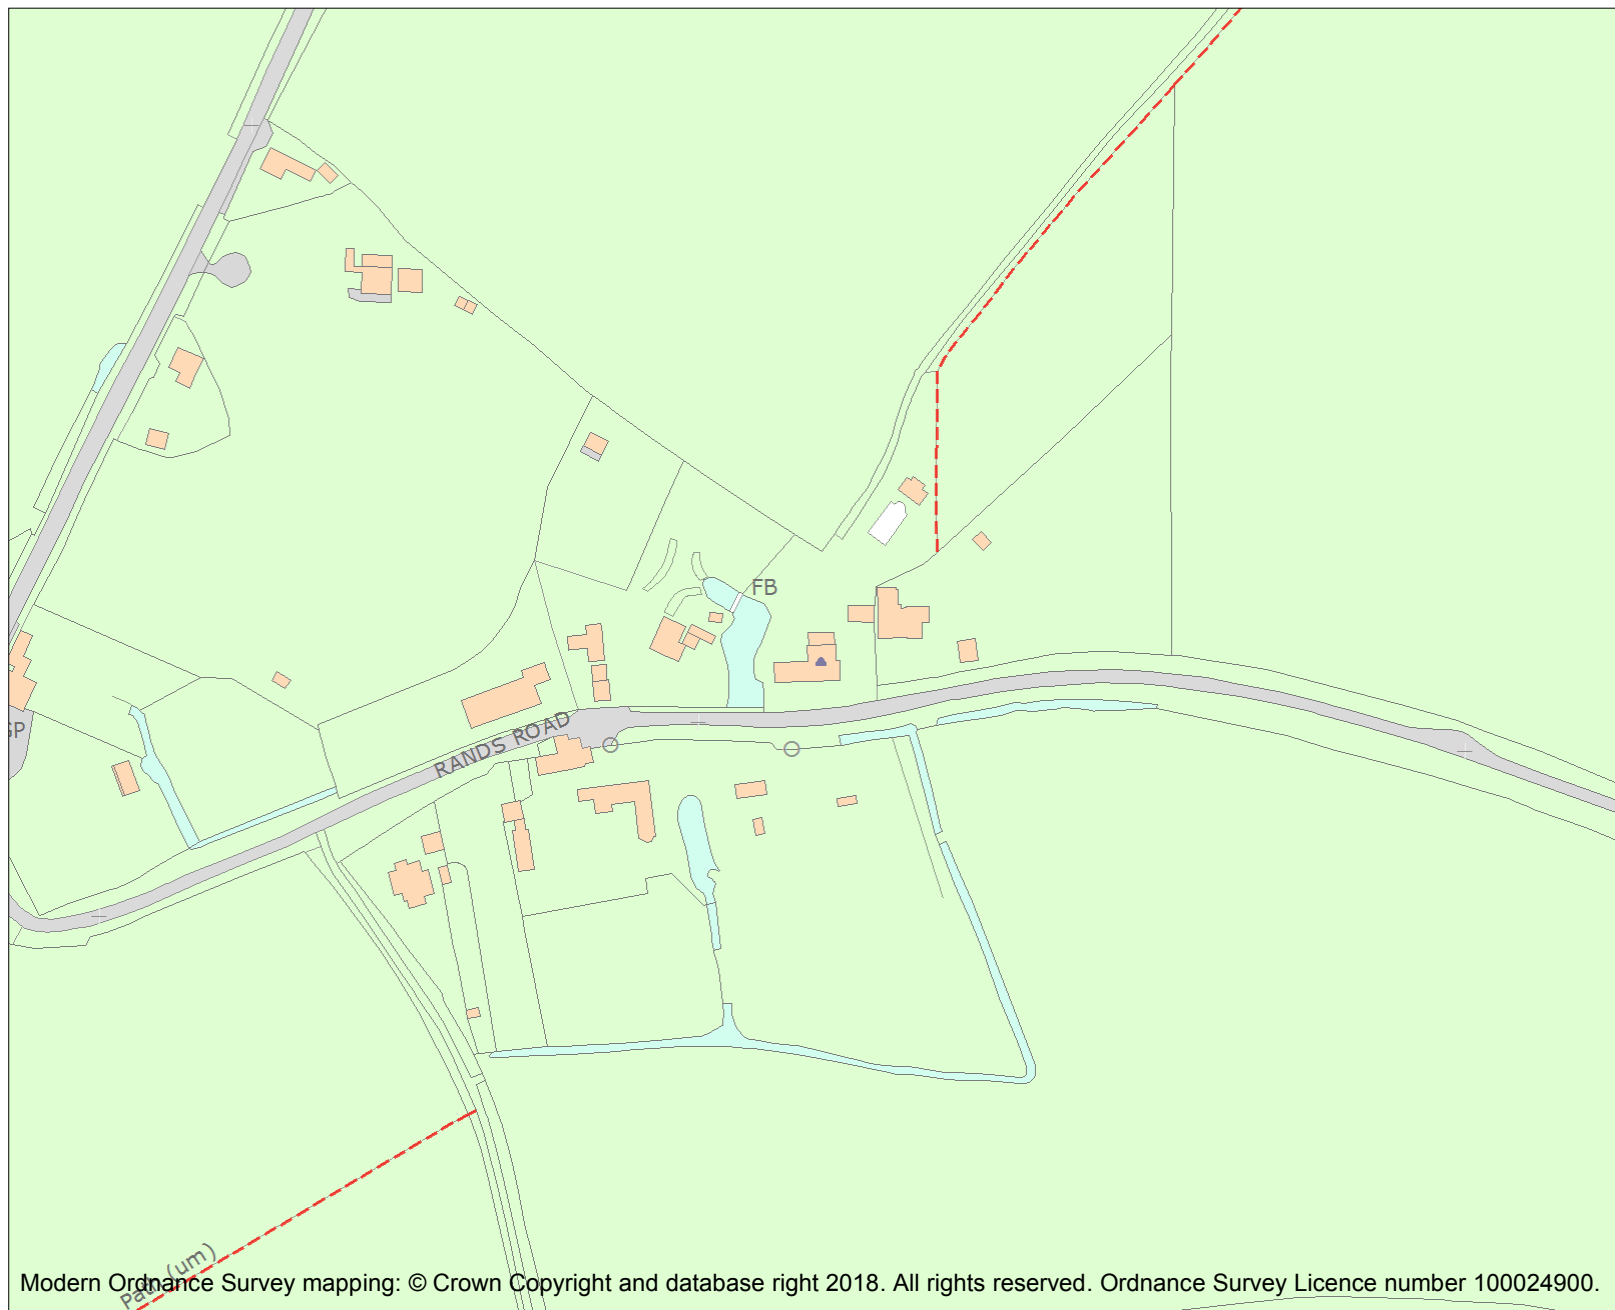 FB
GP
RANDS ROAD
Path (um)
Modern Ordnance Survey mapping: © Crown Copyright and database right 2018. All rights reserved. Ordnance Survey Licence number 100024900.